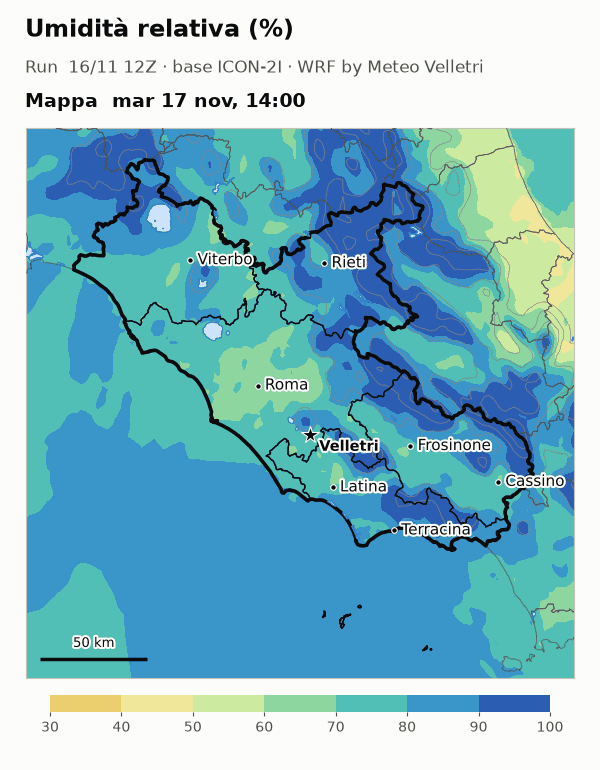 Umidità relativa (%)
Run  16/11 12Z · base ICON-2I · WRF by Meteo Velletri
Mappa  mar 17 nov, 14:00
Viterbo
Rieti
Roma
Velletri
Frosinone
Cassino
Latina
Terracina
50 km
30 40 50 60 70 80 90 100